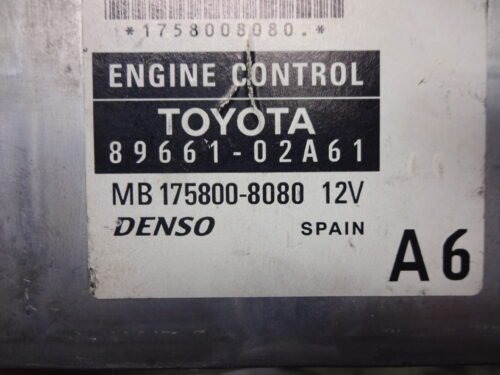 *1758008080.*
ENGINE CONTROL
TOYOTA
89661-02A61
MB 175800-8080 12V
DENSO SPAIN
A6